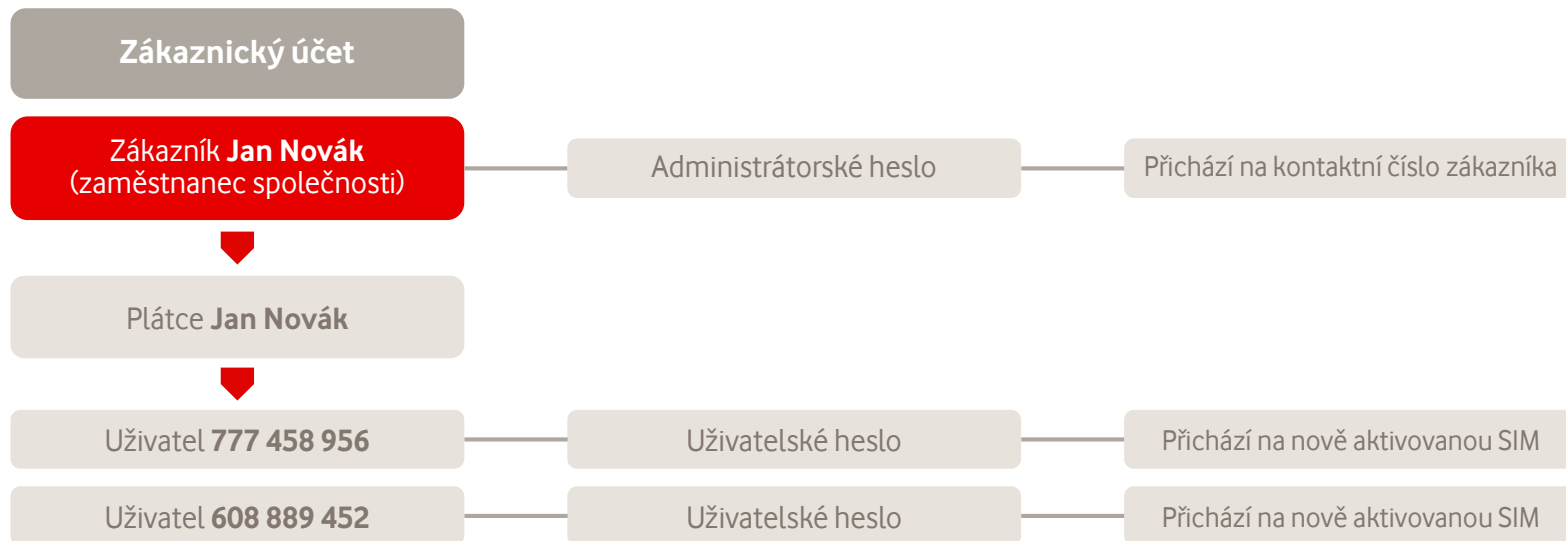 Zákaznický účet
Zákazník Jan Novák
(zaměstnanec společnosti)
Administrátorské heslo
Přichází na kontaktní číslo zákazníka
Plátce Jan Novák
Uživatel 777 458 956
Uživatelské heslo
Přichází na nově aktivovanou SIM
Uživatel 608 889 452
Uživatelské heslo
Přichází na nově aktivovanou SIM